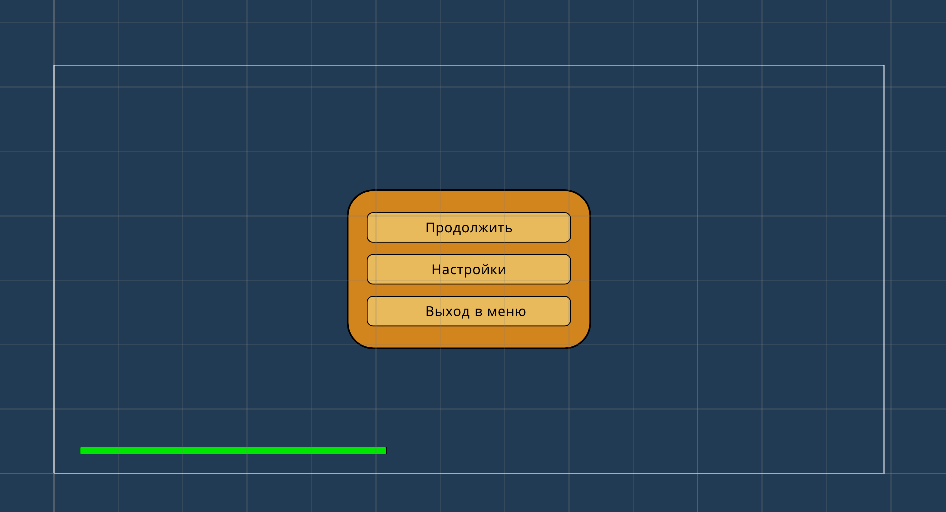 Продолжить
Настройки
Выход в меню